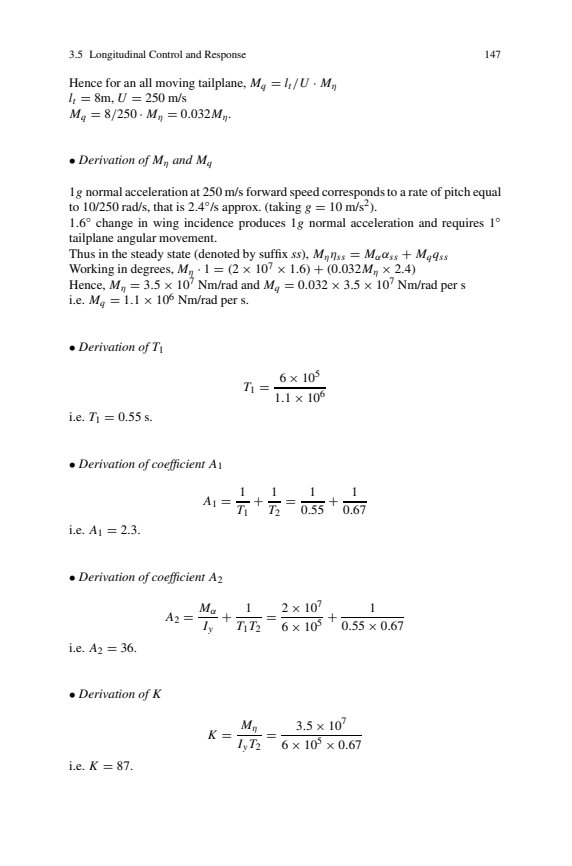 3.5 Longitudinal Control and Response 147
Hence for an all moving tailplane, M_q = l_t/U · M_η
l_t = 8m, U = 250 m/s
M_q = 8/250 · M_η = 0.032M_η.
• Derivation of M_η and M_q
1g normal acceleration at 250 m/s forward speed corresponds to a rate of pitch equal
to 10/250 rad/s, that is 2.4°/s approx. (taking g = 10 m/s²).
1.6° change in wing incidence produces 1g normal acceleration and requires 1°
tailplane angular movement.
Thus in the steady state (denoted by suffix ss), M_ηη_ss = M_αα_ss + M_qq_ss
Working in degrees, M_η · 1 = (2 × 10⁷ × 1.6) + (0.032M_η × 2.4)
Hence, M_η = 3.5 × 10⁷ Nm/rad and M_q = 0.032 × 3.5 × 10⁷ Nm/rad per s
i.e. M_q = 1.1 × 10⁶ Nm/rad per s.
• Derivation of T₁
T₁ = 6 × 10⁵ / 1.1 × 10⁶
i.e. T₁ = 0.55 s.
• Derivation of coefficient A₁
A₁ = 1/T₁ + 1/T₂ = 1/0.55 + 1/0.67
i.e. A₁ = 2.3.
• Derivation of coefficient A₂
A₂ = M_α/I_y + 1/T₁T₂ = 2 × 10⁷/6 × 10⁵ + 1/0.55 × 0.67
i.e. A₂ = 36.
• Derivation of K
K = M_η/I_yT₂ = 3.5 × 10⁷/6 × 10⁵ × 0.67
i.e. K = 87.